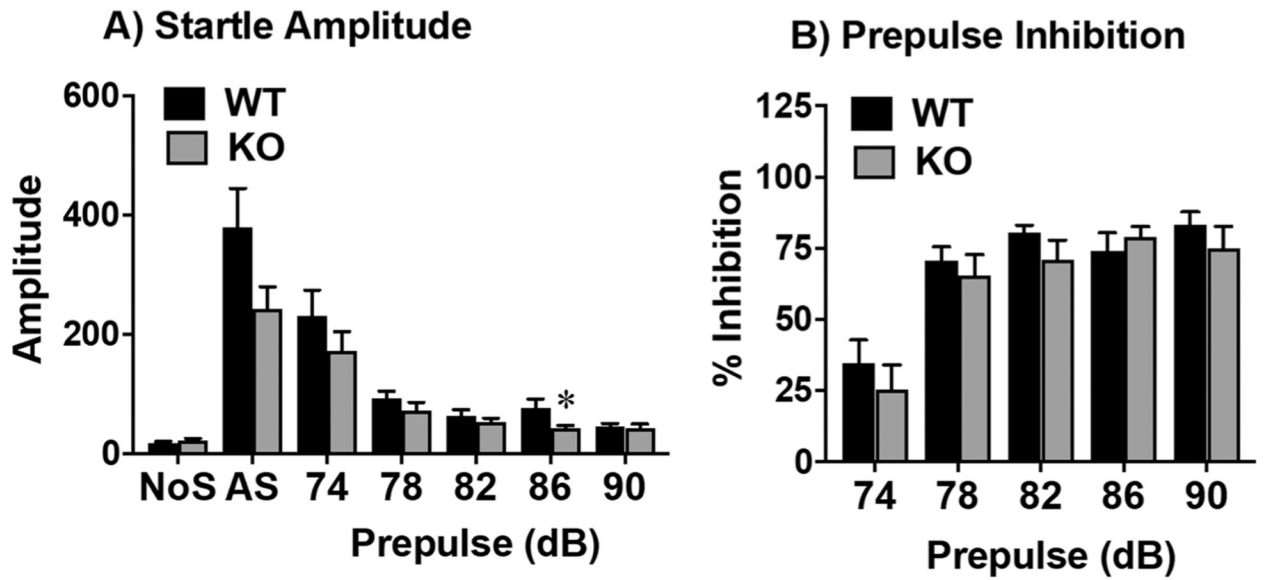 A) Startle Amplitude
600
400
200
0
Amplitude
WT
KO
*
NoS AS 74 78 82 86 90
Prepulse (dB)
B) Prepulse Inhibition
125
100
75
50
25
0
% Inhibition
WT
KO
74 78 82 86 90
Prepulse (dB)